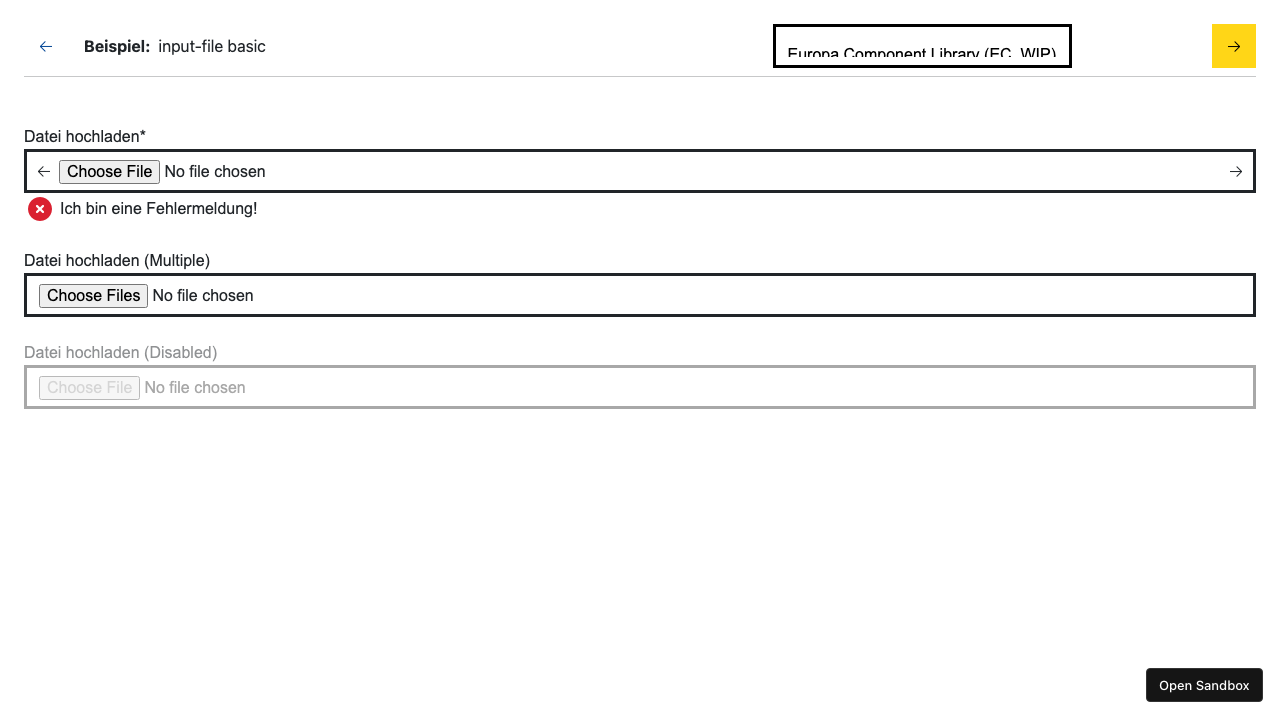 Beispiel: input-file basic
Europa Component Library (EC, WIP)
Datei hochladen*
Choose File No file chosen
Ich bin eine Fehlermeldung!
Datei hochladen (Multiple)
Choose Files No file chosen
Datei hochladen (Disabled)
Choose File No file chosen
Open Sandbox